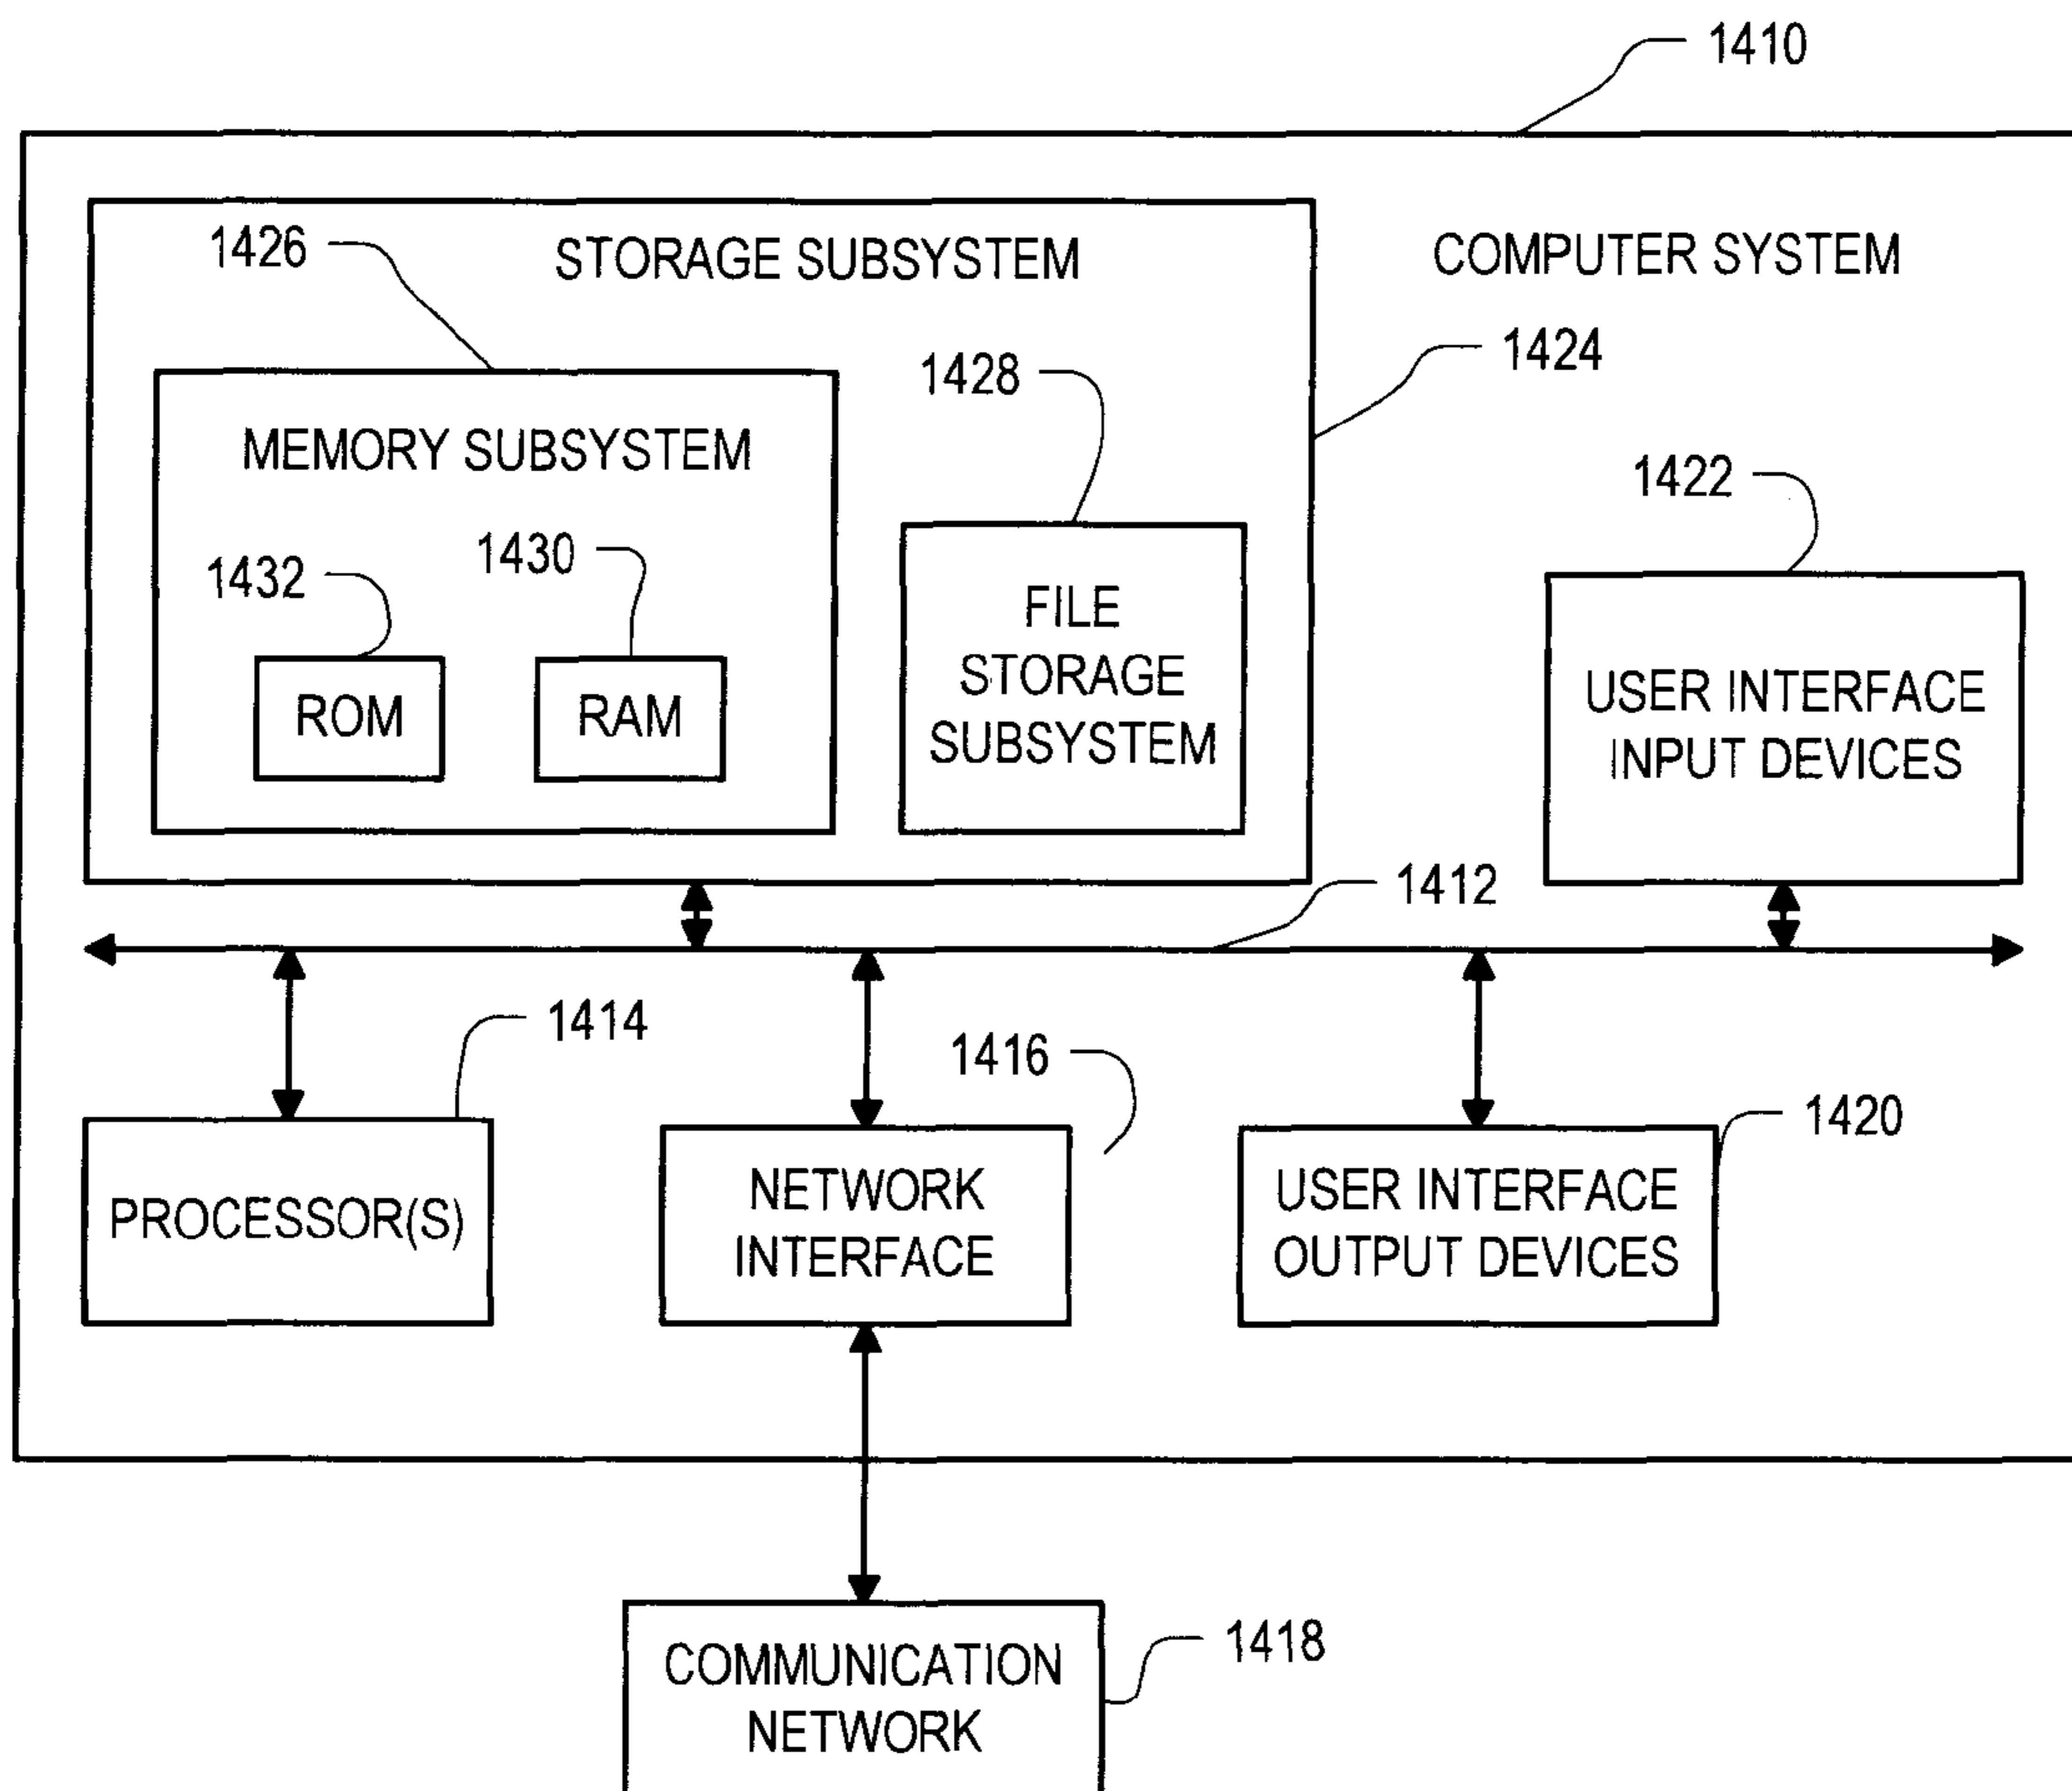 1410
STORAGE SUBSYSTEM
COMPUTER SYSTEM
1426
1424
1428
MEMORY SUBSYSTEM
1422
1432
1430
FILE
STORAGE
SUBSYSTEM
ROM
RAM
USER INTERFACE
INPUT DEVICES
1412
1414
1416
1420
PROCESSOR(S)
NETWORK
INTERFACE
USER INTERFACE
OUTPUT DEVICES
1418
COMMUNICATION
NETWORK